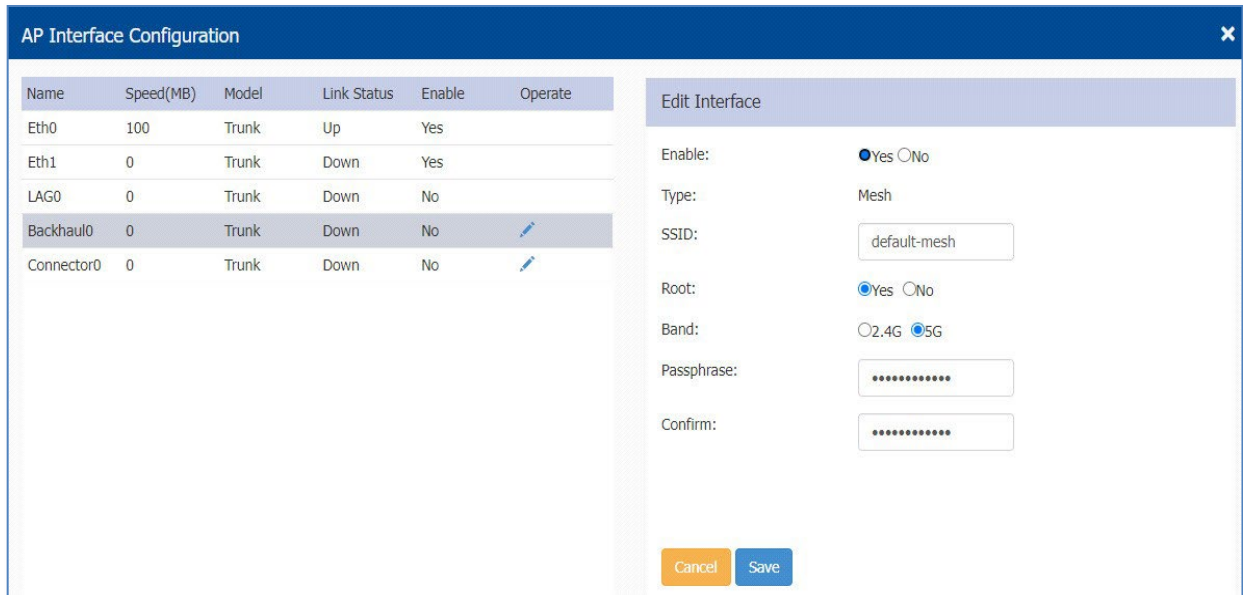 AP Interface Configuration
Name Speed(MB) Model Link Status Enable Operate
Eth0 100 Trunk Up Yes
Eth1 0 Trunk Down Yes
LAG0 0 Trunk Down No
Backhaul0 0 Trunk Down No
Connector0 0 Trunk Down No
Edit Interface
Enable: Yes No
Type: Mesh
SSID: default-mesh
Root: Yes No
Band: 2.4G 5G
Passphrase: ••••••••••••
Confirm: ••••••••••••
Cancel Save